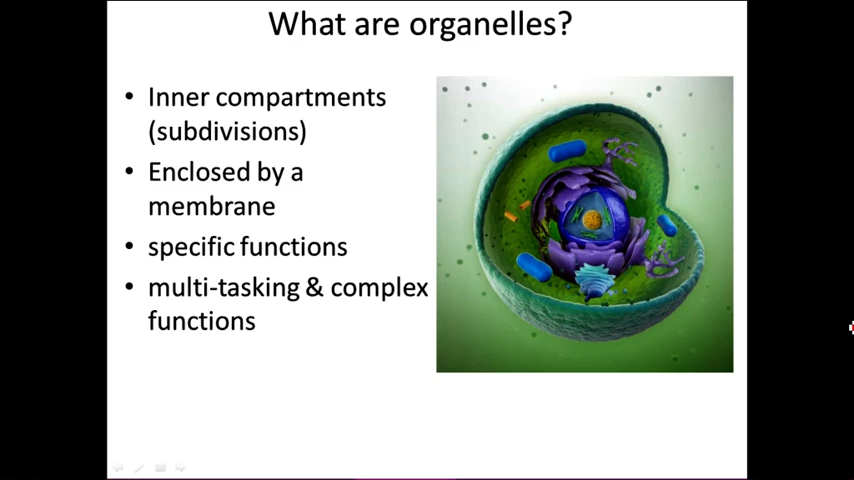 What are organelles?
• Inner compartments
(subdivisions)
• Enclosed by a
membrane
• specific functions
• multi-tasking & complex
functions